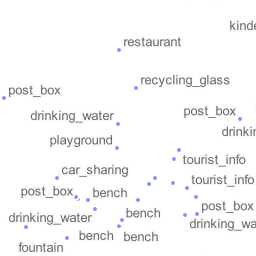 kinde
restaurant
recycling_glass
post_box
post_box
drinking_water
drinkin
playground
tourist_info
car_sharing
tourist_info
post_box
bench
post_box
bench
drinking_water
drinking_wa
bench
bench
fountain